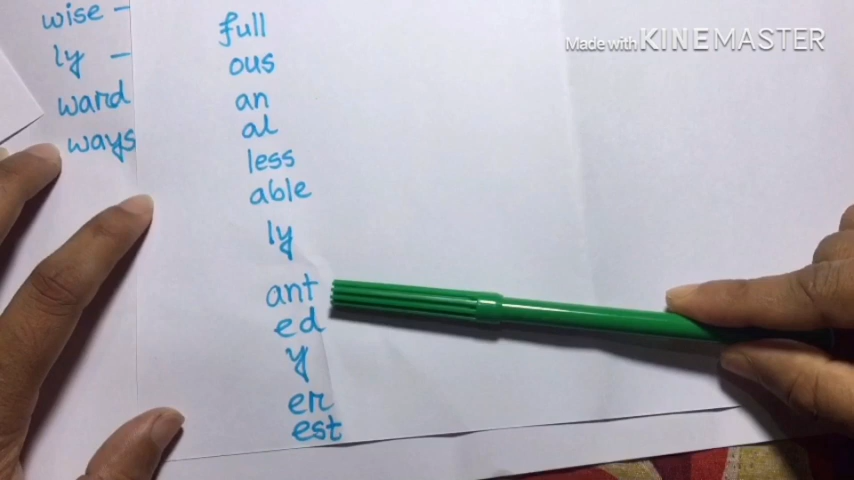 wise -
ly -
ward
ways
full
ous
an
al
less
able
ly
ant
ed
y
er
est
Made with KINEMASTER